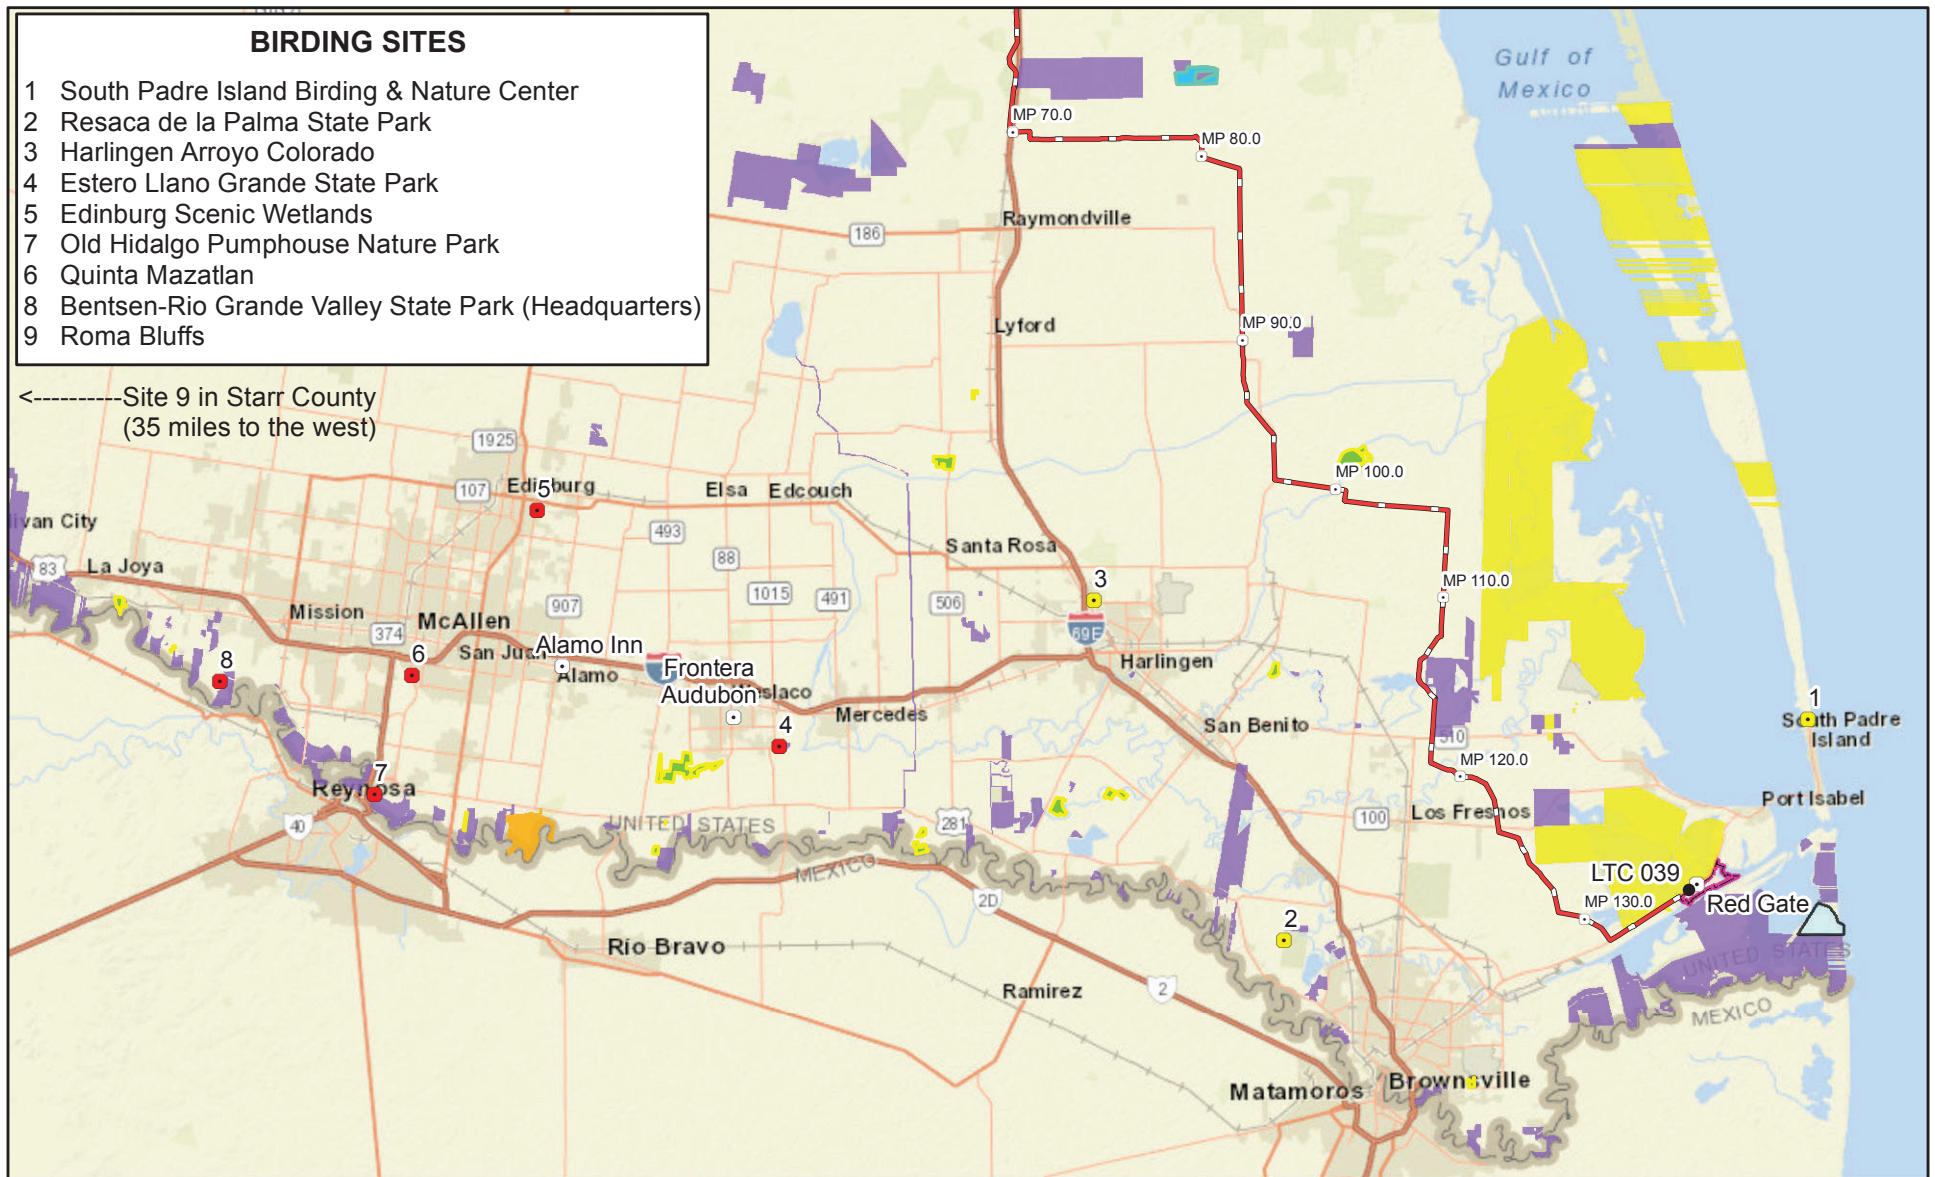 BIRDING SITES
1 South Padre Island Birding & Nature Center
2 Resaca de la Palma State Park
3 Harlingen Arroyo Colorado
4 Estero Llano Grande State Park
5 Edinburg Scenic Wetlands
7 Old Hidalgo Pumphouse Nature Park
6 Quinta Mazatlan
8 Bentsen-Rio Grande Valley State Park (Headquarters)
9 Roma Bluffs
<----------Site 9 in Starr County
(35 miles to the west)
Gulf of
Mexico
MP 70.0
MP 80.0
186
Raymondville
Lyford
MP 90.0
1925
107
Edinburg
5
Elsa
Edcouch
MP 100.0
493
88
Santa Rosa
83
La Joya
1015
491
506
3
MP 110.0
Mission
374
McAllen
907
69E
8
6
San Juan
Alamo Inn
Alamo
Frontera
Audubon
Weslaco
Harlingen
4
Mercedes
San Benito
510
1
South Padre
Island
MP 120.0
7
Reynosa
40
UNITED STATES
281
MEXICO
100
Los Fresnos
Port Isabel
2D
LTC 039
Red Gate
MP 130.0
2
Rio Bravo
UNITED STATES
Ramirez
2
MEXICO
Matamoros
Brownsville